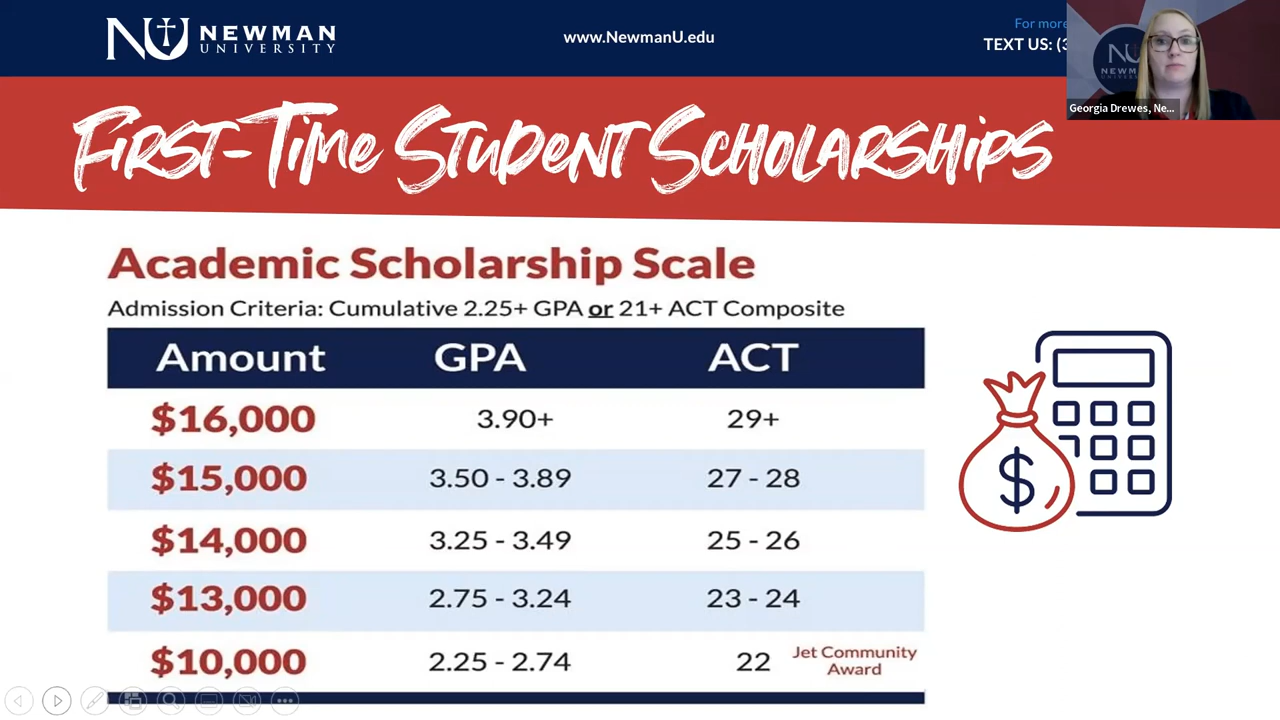 NU NEWMAN
UNIVERSITY
www.NewmanU.edu
For more
TEXT US: (3
NU
NEWM
Georgia Drewes, Ne...
First-Time Student Scholarships
Academic Scholarship Scale
Admission Criteria: Cumulative 2.25+ GPA or 21+ ACT Composite
Amount GPA ACT
$16,000 3.90+ 29+
$15,000 3.50 - 3.89 27 - 28
$14,000 3.25 - 3.49 25 - 26
$13,000 2.75 - 3.24 23 - 24
$10,000 2.25 - 2.74 22 Jet Community
Award
$